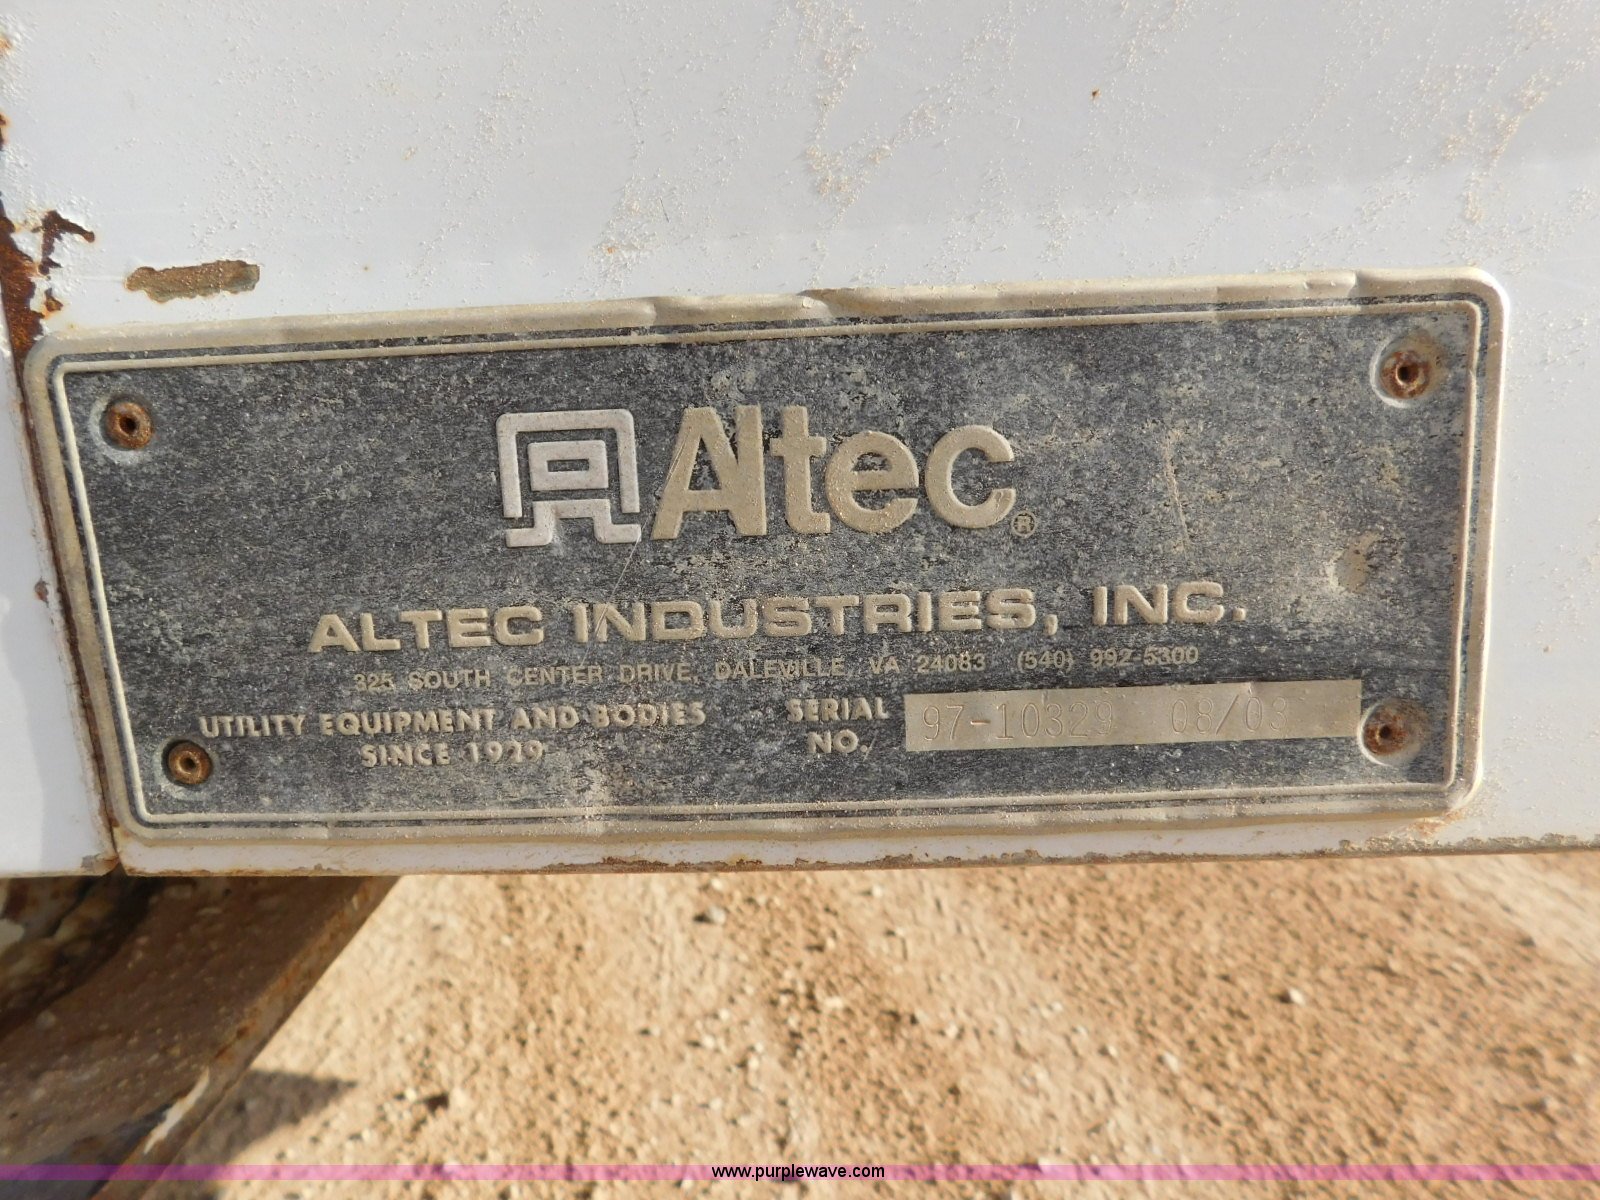 Altec®
ALTEC INDUSTRIES, INC.
325 SOUTH CENTER DRIVE, DALEVILLE, VA 24083 (540) 992-5300
UTILITY EQUIPMENT AND BODIES
SINCE 1929
SERIAL
NO.
97-10329 08/03
www.purplewave.com